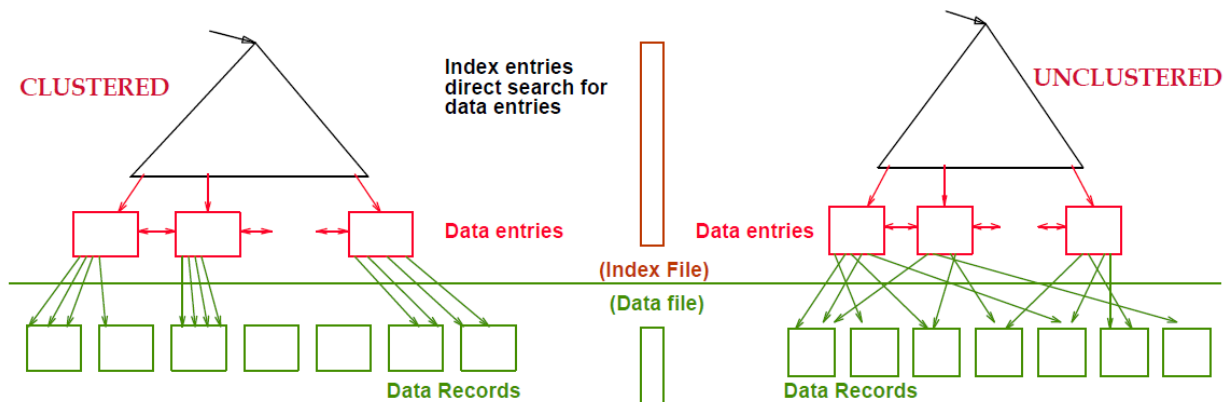 CLUSTERED
Index entries
direct search for
data entries
UNCLUSTERED
Data entries
Data entries
(Index File)
(Data file)
Data Records
Data Records